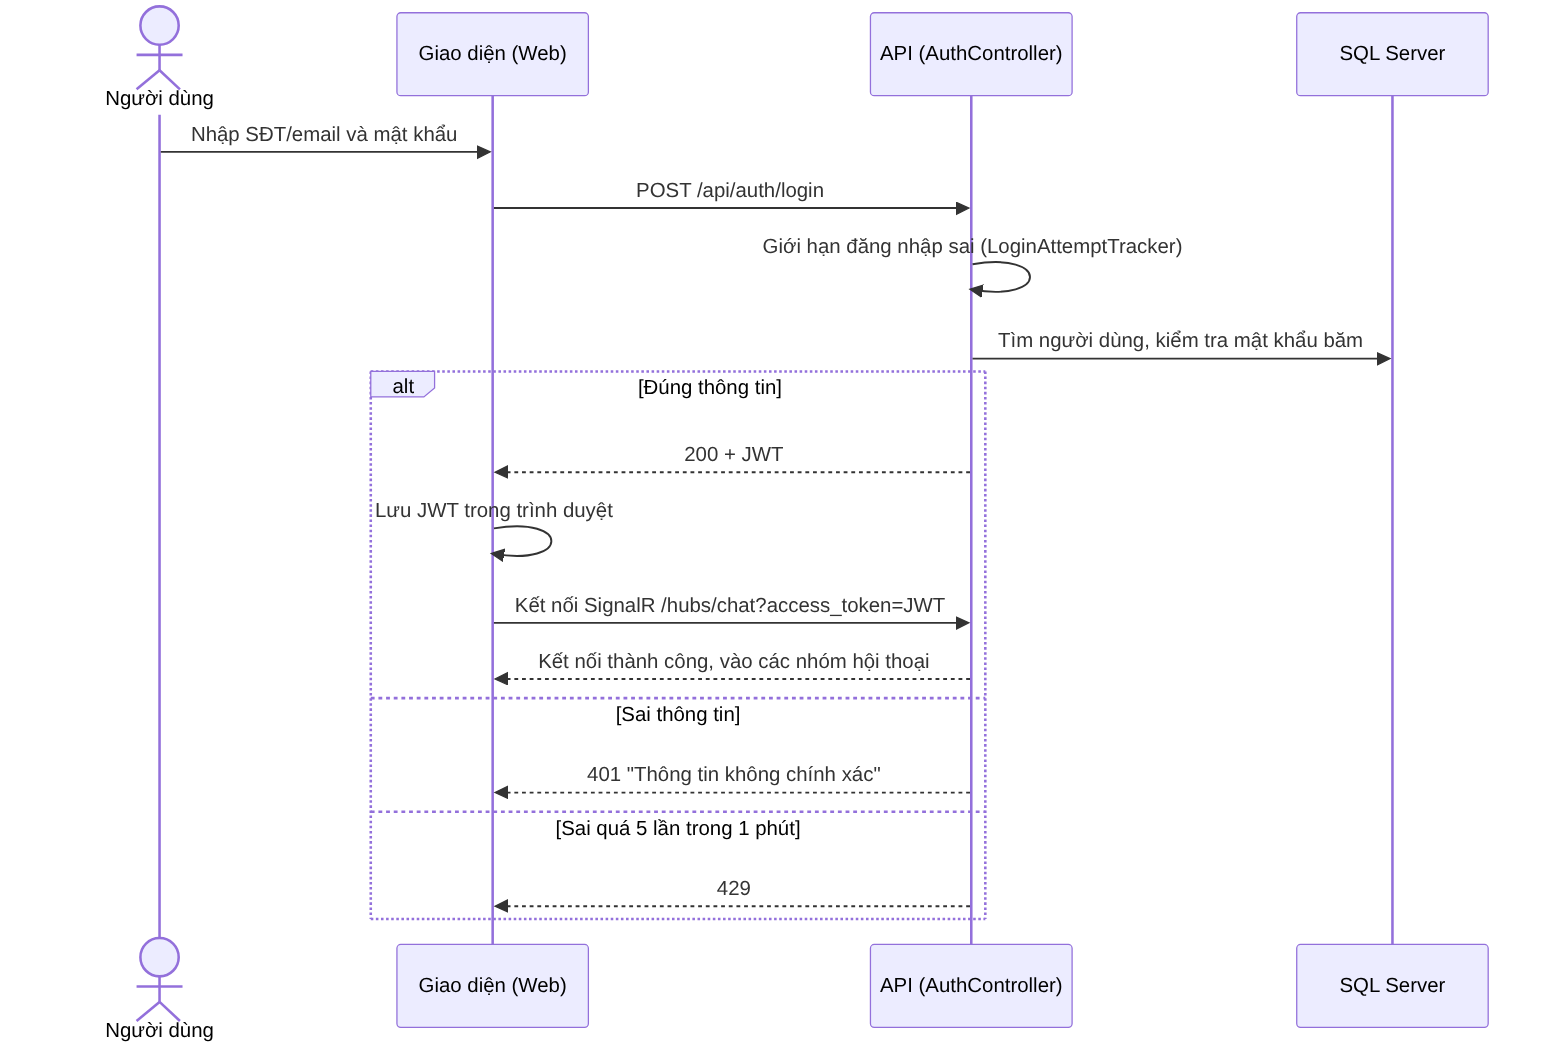 Người dùng
Giao diện (Web)
API (AuthController)
SQL Server
Nhập SĐT/email và mật khẩu
POST /api/auth/login
Giới hạn đăng nhập sai (LoginAttemptTracker)
Tìm người dùng, kiểm tra mật khẩu băm
alt
[Đúng thông tin]
200 + JWT
Lưu JWT trong trình duyệt
Kết nối SignalR /hubs/chat?access_token=JWT
Kết nối thành công, vào các nhóm hội thoại
[Sai thông tin]
401 "Thông tin không chính xác"
[Sai quá 5 lần trong 1 phút]
429
Người dùng
Giao diện (Web)
API (AuthController)
SQL Server